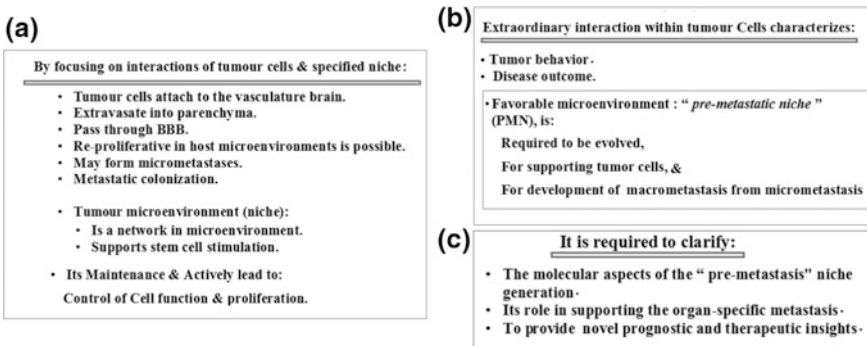 (a)
By focusing on interactions of tumour cells & specified niche:
• Tumour cells attach to the vasculature brain.
• Extravasate into parenchyma.
• Pass through BBB.
• Re-proliferative in host microenvironments is possible.
• May form micrometastases.
• Metastatic colonization.
• Tumour microenvironment (niche):
• Is a network in microenvironment.
• Supports stem cell stimulation.
• Its Maintenance & Actively lead to:
Control of Cell function & proliferation.
(b)
Extraordinary interaction within tumour Cells characterizes:
• Tumor behavior.
• Disease outcome.
• Favorable microenvironment : “ pre-metastatic niche ”
(PMN), is:
Required to be evolved,
For supporting tumor cells, &
For development of macrometastasis from micrometastasis
(c)
It is required to clarify:
• The molecular aspects of the “ pre-metastasis" niche
generation.
• Its role in supporting the organ-specific metastasis.
• To provide novel prognostic and therapeutic insights.